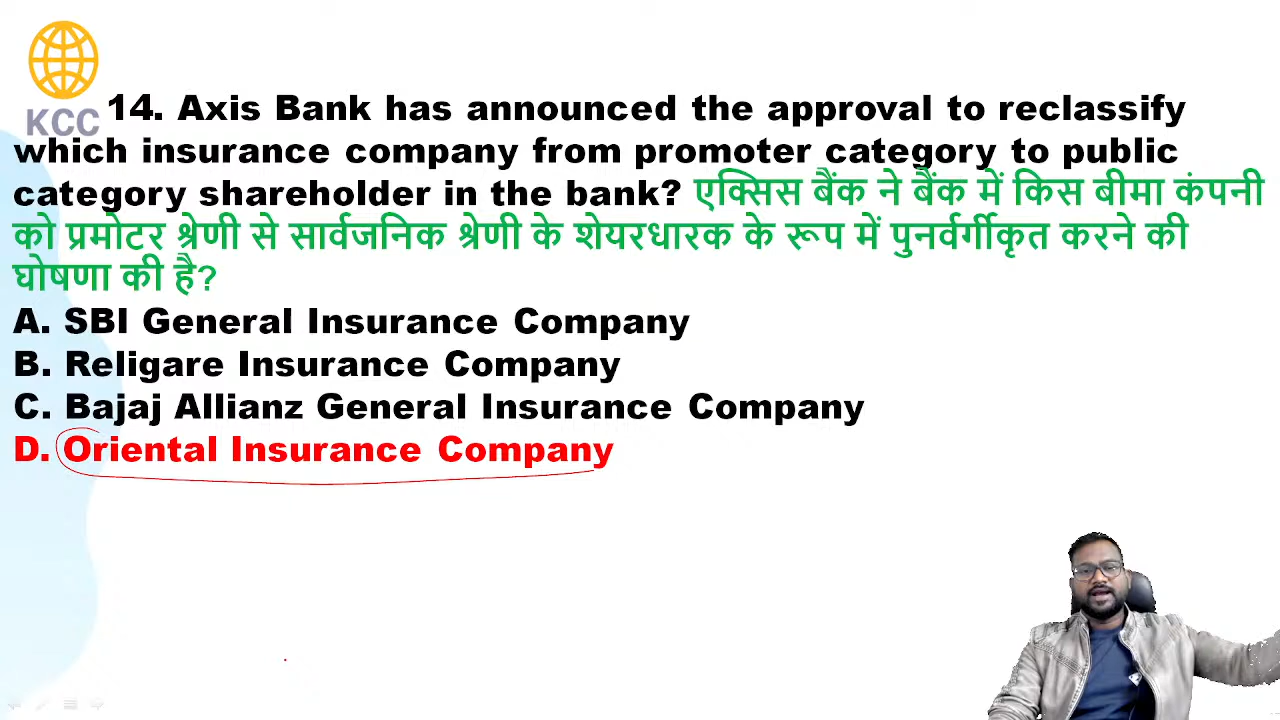 KCC
14. Axis Bank has announced the approval to reclassify
which insurance company from promoter category to public
category shareholder in the bank? एक्सिस बैंक ने बैंक में किस बीमा कंपनी
को प्रमोटर श्रेणी से सार्वजनिक श्रेणी के शेयरधारक के रूप में पुनर्वर्गीकृत करने की
घोषणा की है?
A. SBI General Insurance Company
B. Religare Insurance Company
C. Bajaj Allianz General Insurance Company
D. Oriental Insurance Company